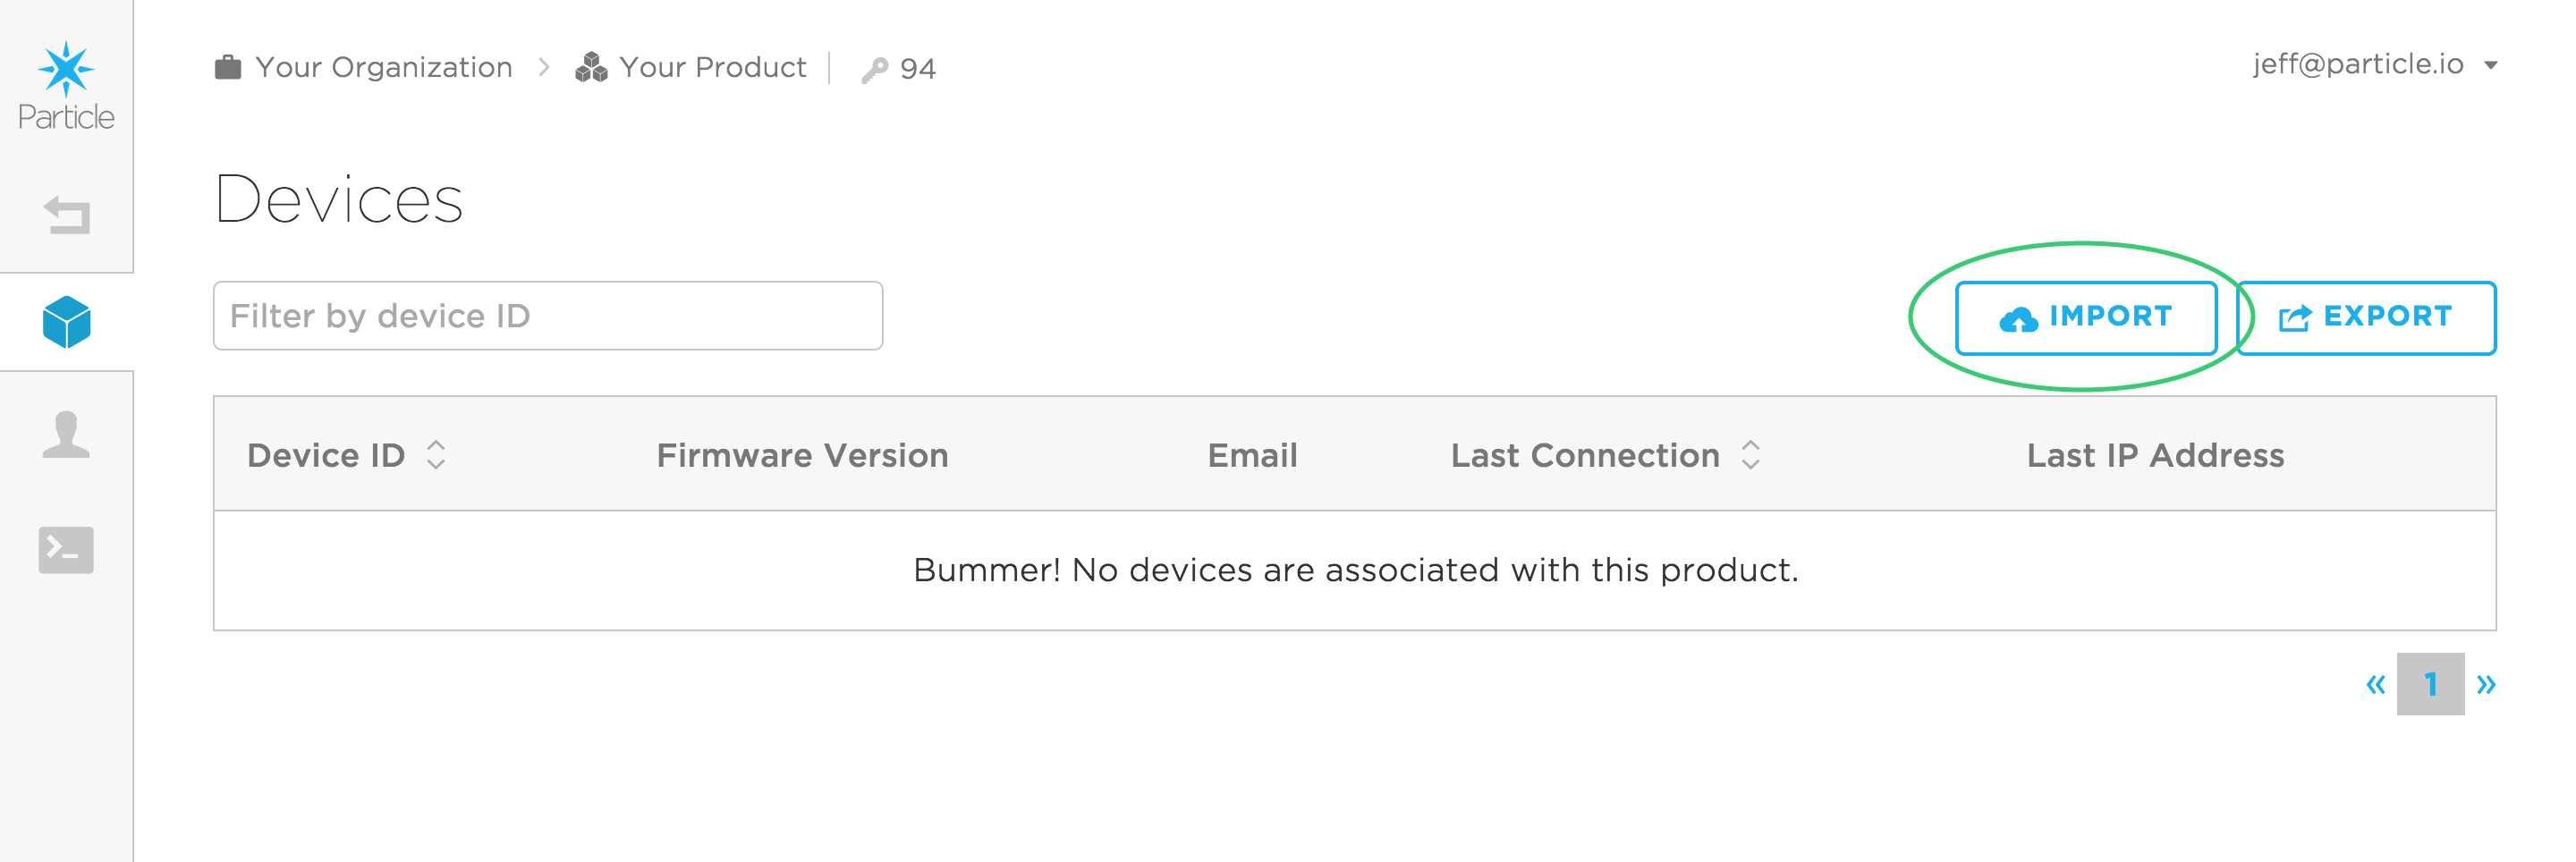 Particle
Your Organization > Your Product | 94
jeff@particle.io
Devices
Filter by device ID
IMPORT
EXPORT
Device ID Firmware Version Email Last Connection Last IP Address
Bummer! No devices are associated with this product.
« 1 »